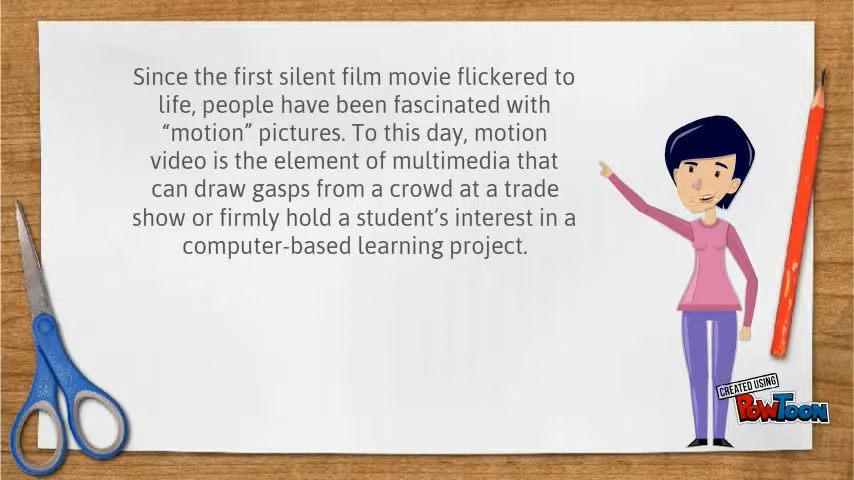 Since the first silent film movie flickered to
life, people have been fascinated with
“motion” pictures. To this day, motion
video is the element of multimedia that
can draw gasps from a crowd at a trade
show or firmly hold a student’s interest in a
computer-based learning project.
CREATED USING
PowToon